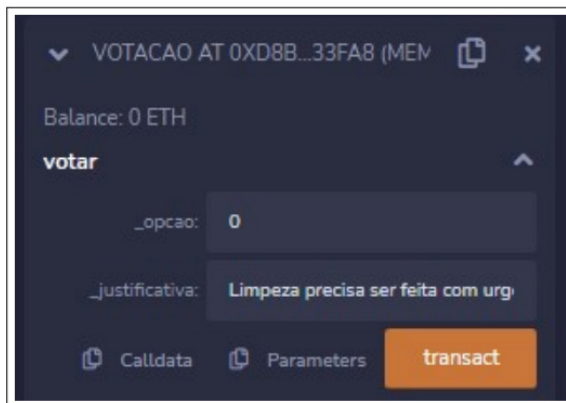 VOTACAO AT 0XD8B...33FA8 (MEM
Balance: 0 ETH
votar
_opcao: 0
_justificativa: Limpeza precisa ser feita com urg
Calldata Parameters transact